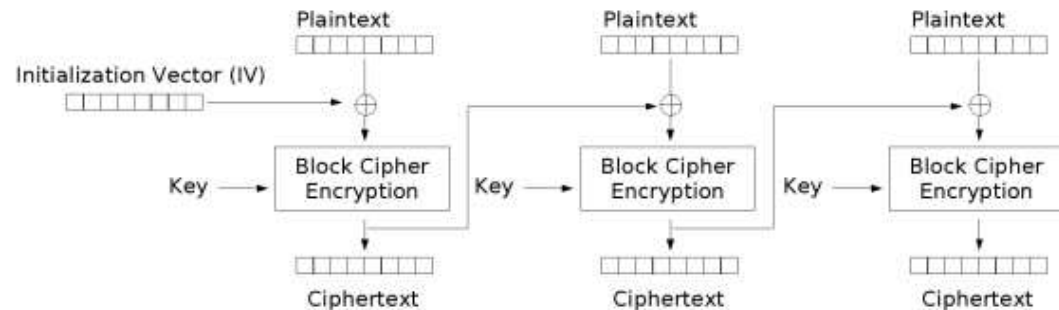 Plaintext
Plaintext
Plaintext
Initialization Vector (IV)
Key
Block Cipher
Encryption
Key
Block Cipher
Encryption
Key
Block Cipher
Encryption
Ciphertext
Ciphertext
Ciphertext